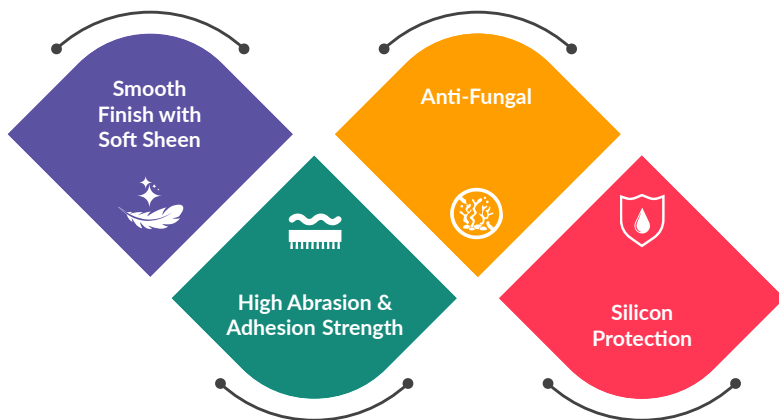 Smooth
Finish with
Soft Sheen
High Abrasion &
Adhesion Strength
Anti-Fungal
Silicon
Protection